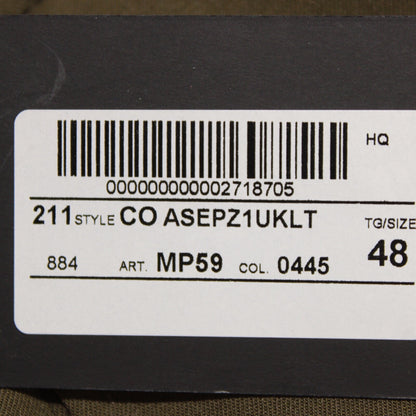 HQ
000000000002718705
211 STYLE CO ASEPZ1UKLT TG/SIZE
884 ART. MP59 COL. 0445 48